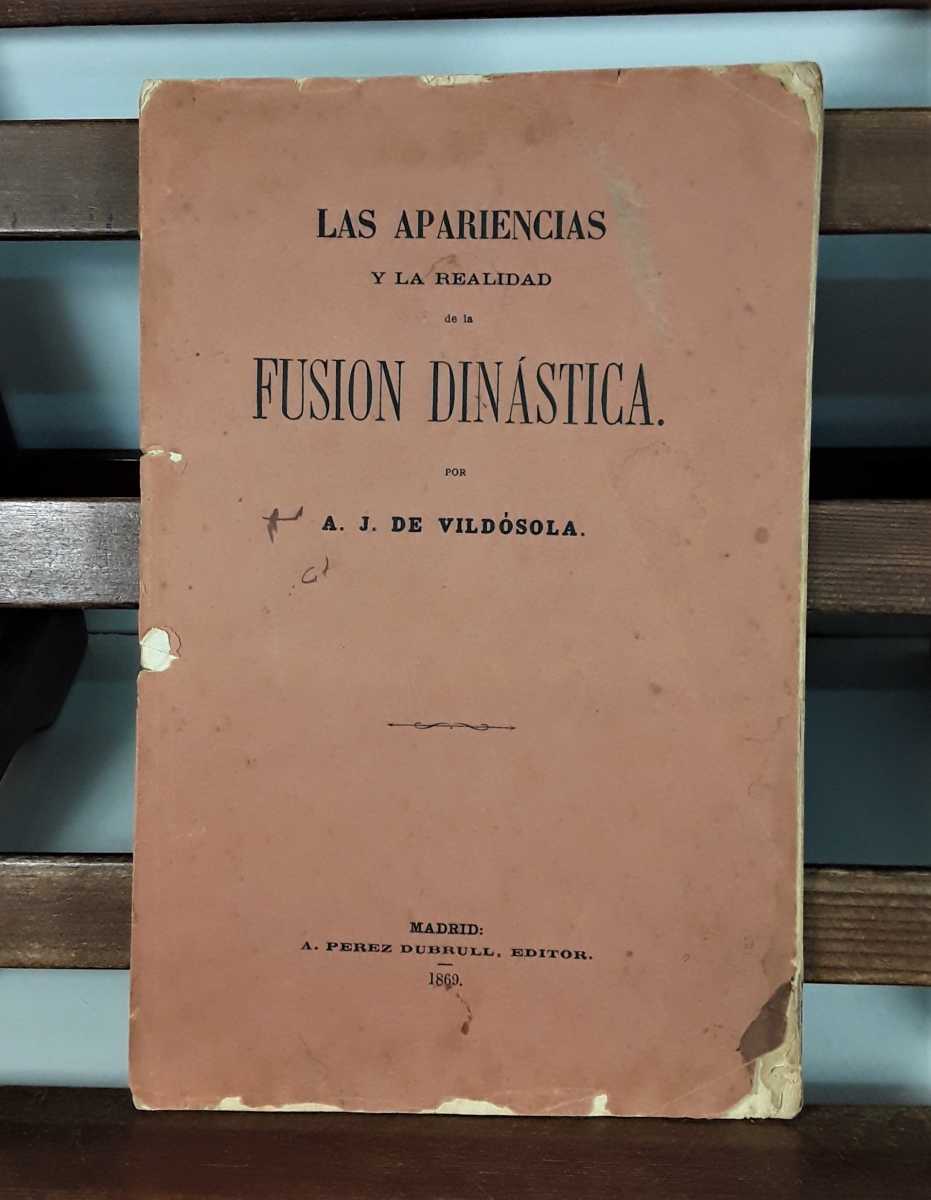 LAS APARIENCIAS
Y LA REALIDAD
de la
FUSION DINÁSTICA.
POR
A. J. DE VILDÓSOLA.
MADRID:
A. PEREZ DUBRULL, EDITOR.
1869.